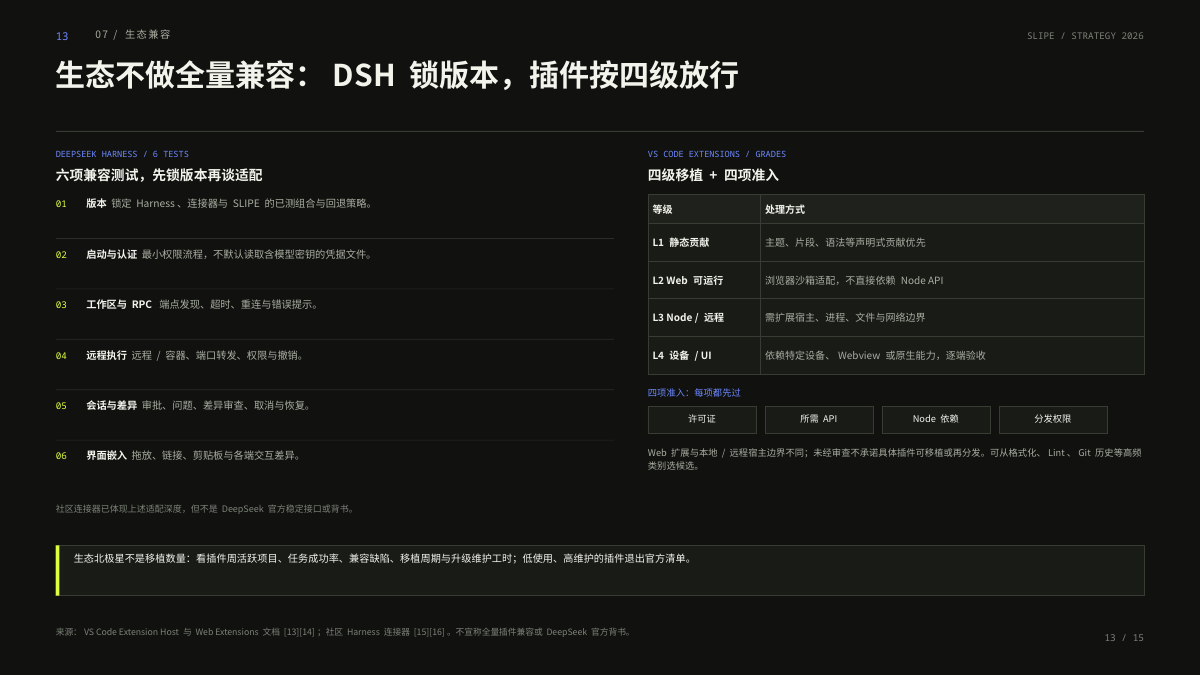 13
07 / 生态兼容
SLIPE / STRATEGY 2026
生态不做全量兼容： DSH 锁版本，插件按四级放行
DEEPSEEK HARNESS / 6 TESTS
六项兼容测试，先锁版本再谈适配
01 版本 锁定 Harness、连接器与 SLIPE 的已测组合与回退策略。
02 启动与认证 最小权限流程，不默认读取含模型密钥的凭据文件。
03 工作区与 RPC 端点发现、超时、重连与错误提示。
04 远程执行 远程 / 容器、端口转发、权限与撤销。
05 会话与差异 审批、问题、差异审查、取消与恢复。
06 界面嵌入 拖放、链接、剪贴板与各端交互差异。
社区连接器已体现上述适配深度，但不是 DeepSeek 官方稳定接口或背书。
VS CODE EXTENSIONS / GRADES
四级移植 + 四项准入
等级 处理方式
L1 静态贡献 主题、片段、语法等声明式贡献优先
L2 Web 可运行 浏览器沙箱适配，不直接依赖 Node API
L3 Node / 远程 需扩展宿主、进程、文件与网络边界
L4 设备 / UI 依赖特定设备、 Webview 或原生能力，逐端验收
四项准入：每项都先过
许可证 所需 API Node 依赖 分发权限
Web 扩展与本地 / 远程宿主边界不同；未经审查不承诺具体插件可移植或再分发。可从格式化、 Lint、 Git 历史等高频
类别选候选。
生态北极星不是移植数量：看插件周活跃项目、任务成功率、兼容缺陷、移植周期与升级维护工时；低使用、高维护的插件退出官方清单。
来源： VS Code Extension Host 与 Web Extensions 文档 [13][14]；社区 Harness 连接器 [15][16]。不宣称全量插件兼容或 DeepSeek 官方背书。
13 / 15